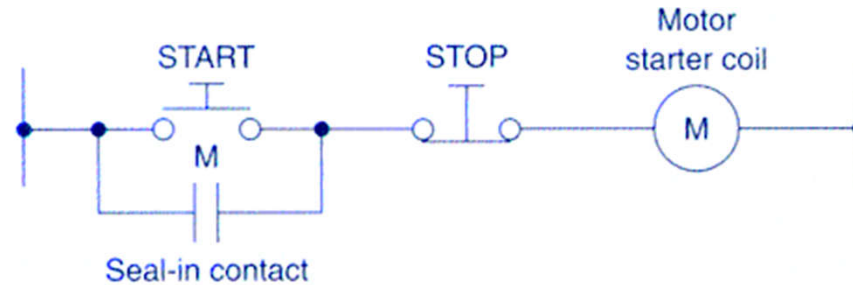 Motor
starter coil
START
STOP
M
M
Seal-in contact